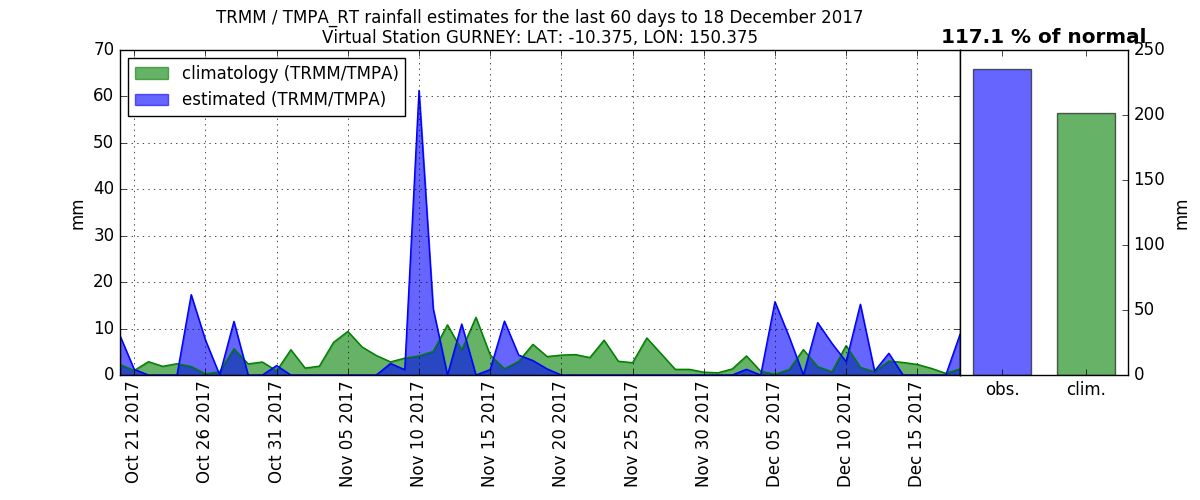 TRMM / TMPA_RT rainfall estimates for the last 60 days to 18 December 2017
Virtual Station GURNEY: LAT: -10.375, LON: 150.375
117.1 % of normal
climatology (TRMM/TMPA)
estimated (TRMM/TMPA)
70
60
50
40
30
20
10
0
mm
Oct 21 2017
Oct 26 2017
Oct 31 2017
Nov 05 2017
Nov 10 2017
Nov 15 2017
Nov 20 2017
Nov 25 2017
Nov 30 2017
Dec 05 2017
Dec 10 2017
Dec 15 2017
250
200
150
100
50
0
mm
obs.
clim.